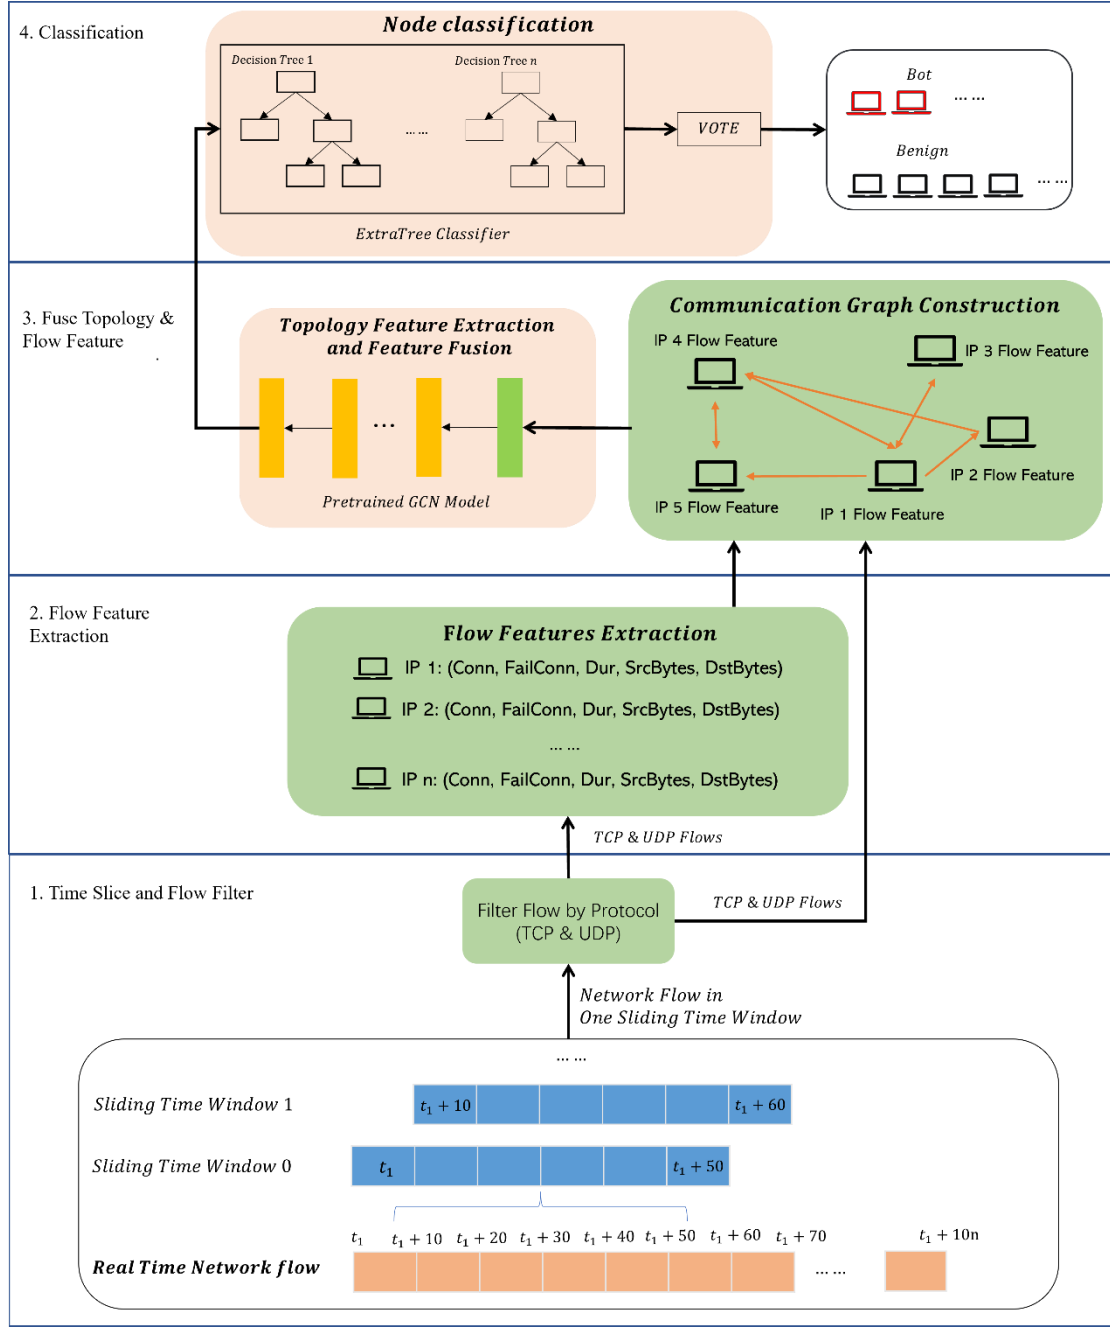 4. Classification
Node classification
Decision Tree 1
Decision Tree n
... ...
VOTE
ExtraTree Classifier
Bot
... ...
Benign
... ...
3. Fuse Topology &
Flow Feature
.
Topology Feature Extraction
and Feature Fusion
...
Pretrained GCN Model
Communication Graph Construction
IP 4 Flow Feature
IP 3 Flow Feature
IP 2 Flow Feature
IP 5 Flow Feature
IP 1 Flow Feature
2. Flow Feature
Extraction
Flow Features Extraction
IP 1: (Conn, FailConn, Dur, SrcBytes, DstBytes)
IP 2: (Conn, FailConn, Dur, SrcBytes, DstBytes)
... ...
IP n: (Conn, FailConn, Dur, SrcBytes, DstBytes)
TCP & UDP Flows
1. Time Slice and Flow Filter
Filter Flow by Protocol
(TCP & UDP)
TCP & UDP Flows
Network Flow in
One Sliding Time Window
... ...
Sliding Time Window 1
t₁ + 10
t₁ + 60
Sliding Time Window 0
t₁
t₁ + 50
t₁ t₁ + 10 t₁ + 20 t₁ + 30 t₁ + 40 t₁ + 50 t₁ + 60 t₁ + 70 t₁ + 10n
Real Time Network flow
... ...